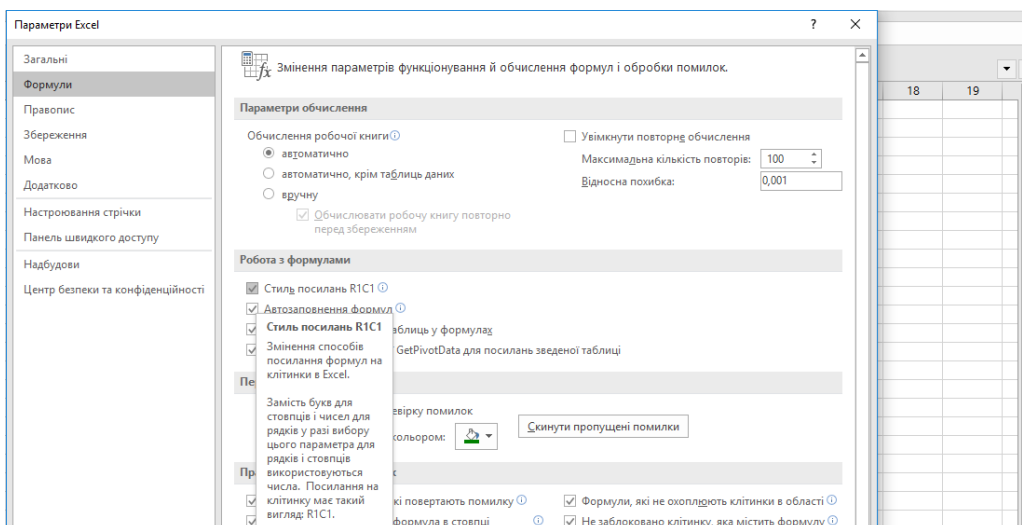 Параметри Excel
?
Загальні
Формули
Правопис
Збереження
Мова
Додатково
Настроювання стрічки
Панель швидкого доступу
Надбудови
Центр безпеки та конфіденційності
Змінення параметрів функціонування й обчислення формул і обробки помилок.
Параметри обчислення
Обчислення робочої книги
автоматично
автоматично, крім таблиць даних
вручну
Обчислювати робочу книгу повторно
перед збереженням
Увімкнути повторне обчислення
Максимальна кількість повторів: 100
Відносна похибка: 0,001
Робота з формулами
Стиль посилань R1C1
Автозаповнення формул
таблиць у формулах
GetPivotData для посилань зведеної таблиці
Стиль посилань R1C1
Змінення способів
посилання формул на
клітинки в Excel.
Замість букв для
стовпців і чисел для
рядків у разі вибору
цього параметра для
рядків і стовпців
використовуються
числа. Посилання на
клітинку має такий
вигляд: R1C1.
Пе
евірку помилок
кольором:
Скинути пропущені помилки
Пр
кі повертають помилку
формула в стовпці
Формули, які не охоплюють клітинки в області
Не заблоковано клітинку, яка містить формулу
18 19